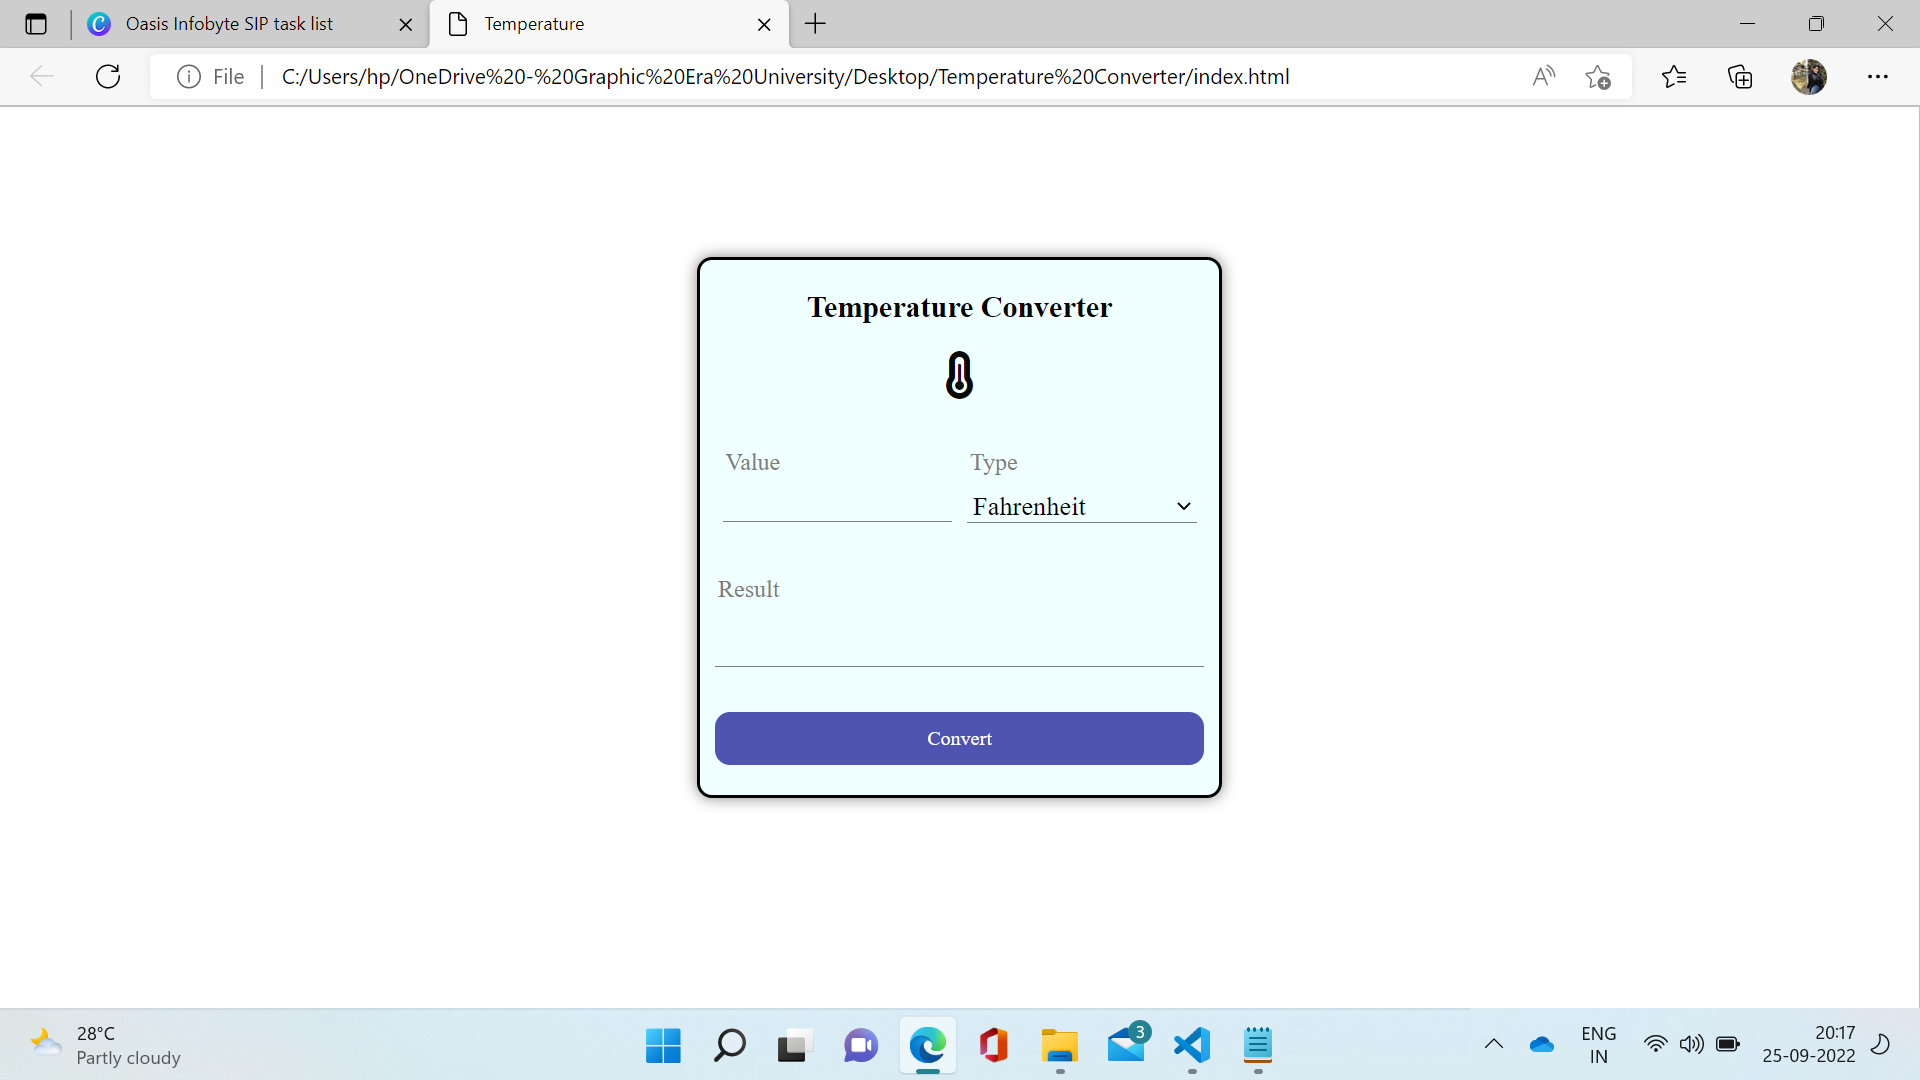 Oasis Infobyte SIP task list
Temperature
File
C:/Users/hp/OneDrive%20-%20Graphic%20Era%20University/Desktop/Temperature%20Converter/index.html
Temperature Converter
Value Type
Fahrenheit
Result
Convert
28°C
Partly cloudy
3
ENG
IN
20:17
25-09-2022